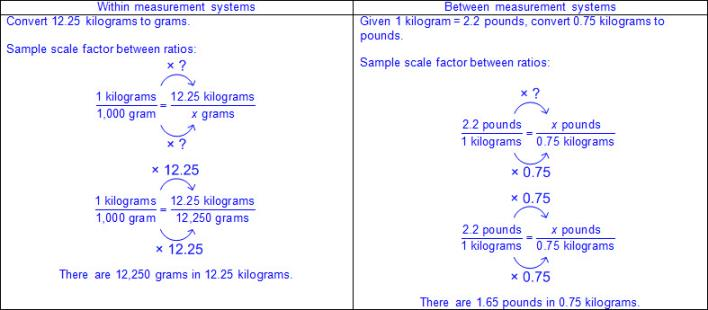 Within measurement systems
Convert 12.25 kilograms to grams.
Sample scale factor between ratios:
× ?
1 kilograms = 12.25 kilograms
1,000 gram x grams
× ?
× 12.25
1 kilograms = 12.25 kilograms
1,000 gram 12,250 grams
× 12.25
There are 12,250 grams in 12.25 kilograms.
Between measurement systems
Given 1 kilogram = 2.2 pounds, convert 0.75 kilograms to
pounds.
Sample scale factor between ratios:
× ?
2.2 pounds = x pounds
1 kilograms 0.75 kilograms
× 0.75
× 0.75
2.2 pounds = x pounds
1 kilograms 0.75 kilograms
× 0.75
There are 1.65 pounds in 0.75 kilograms.